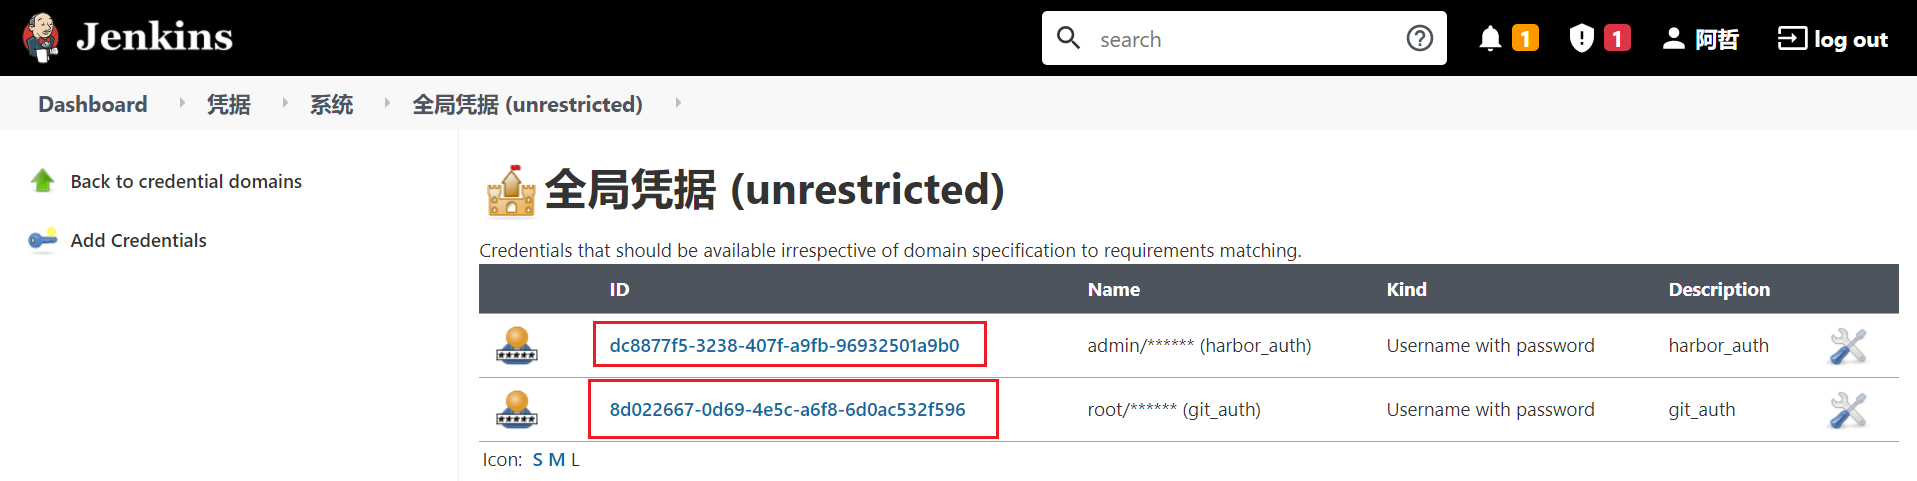 Jenkins search 1 1 阿哲 log out
Dashboard 凭据 系统 全局凭据 (unrestricted)
Back to credential domains
Add Credentials
全局凭据 (unrestricted)
Credentials that should be available irrespective of domain specification to requirements matching.
ID Name Kind Description
dc8877f5-3238-407f-a9fb-96932501a9b0 admin/****** (harbor_auth) Username with password harbor_auth
8d022667-0d69-4e5c-a6f8-6d0ac532f596 root/****** (git_auth) Username with password git_auth
Icon: S M L